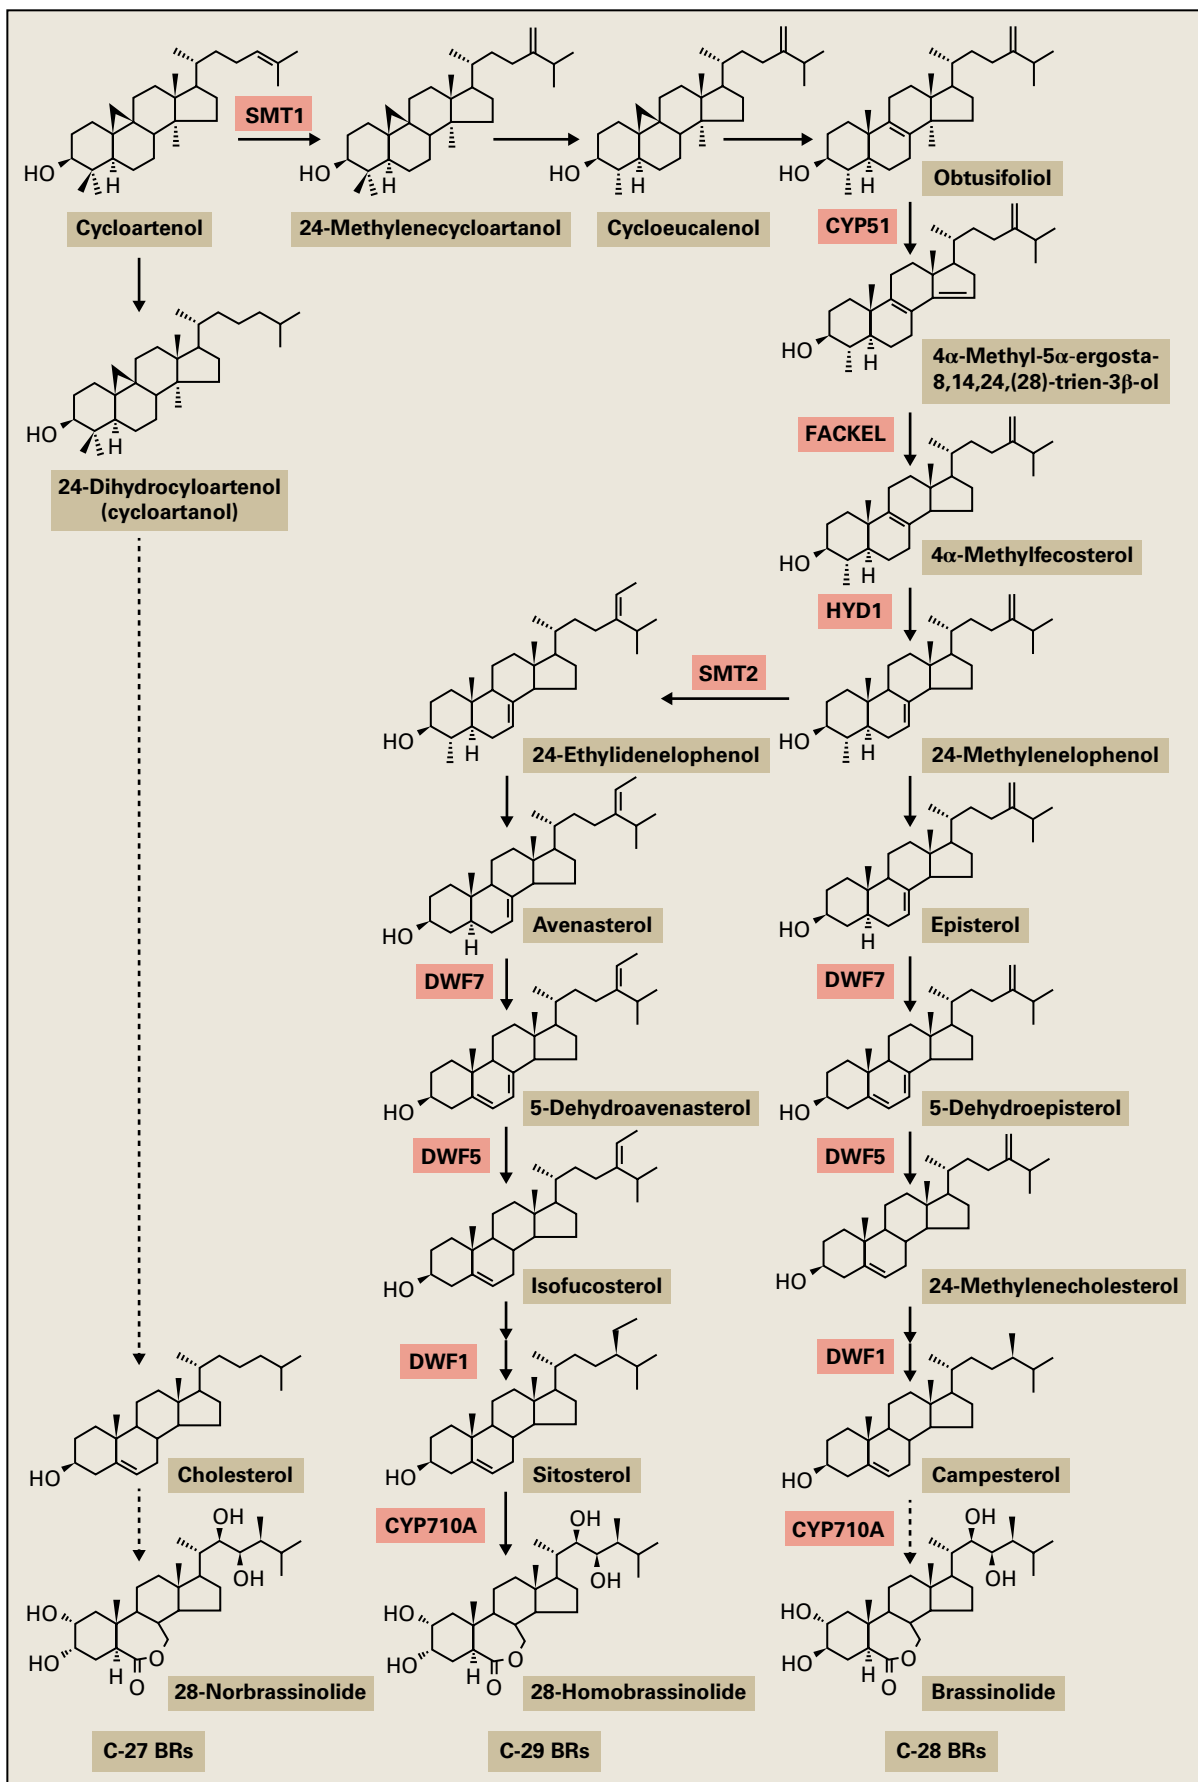 SMT1
HO
H
HO
H
HO
H
HO
H
Cycloartenol
24-Methylenecycloartanol
Cycloeucalenol
Obtusifoliol
CYP51
HO
H
24-Dihydrocyloartenol
(cycloartanol)
HO
H
4α-Methyl-5α-ergosta-
8,14,24,(28)-trien-3β-ol
FACKEL
HO
H
4α-Methylfecosterol
HYD1
SMT2
HO
H
24-Ethylidenelophenol
HO
H
24-Methylenelophenol
HO
H
Avenasterol
HO
H
Episterol
DWF7
DWF7
HO
5-Dehydroavenasterol
HO
5-Dehydroepisterol
DWF5
DWF5
HO
Isofucosterol
HO
24-Methylenecholesterol
DWF1
DWF1
HO
Cholesterol
HO
Sitosterol
HO
Campesterol
CYP710A
CYP710A
OH
OH
HO
HO
H
O
O
28-Norbrassinolide
OH
OH
HO
HO
H
O
O
28-Homobrassinolide
OH
OH
HO
HO
H
O
O
Brassinolide
C-27 BRs
C-29 BRs
C-28 BRs